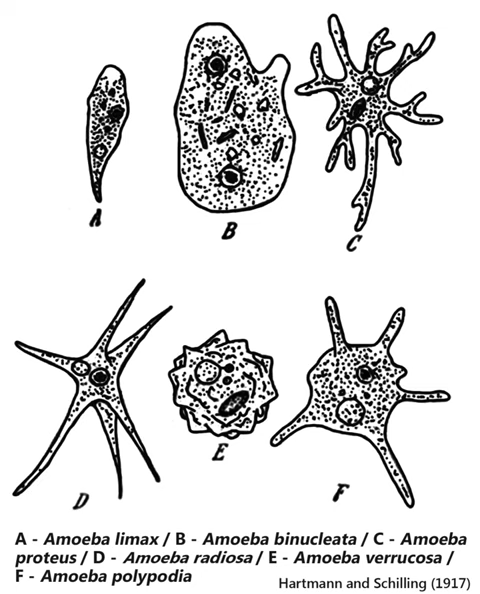 A
B
C
D
E
F
A - Amoeba limax / B - Amoeba binucleata / C - Amoeba
proteus / D - Amoeba radiosa / E - Amoeba verrucosa /
F - Amoeba polypodia
Hartmann and Schilling (1917)